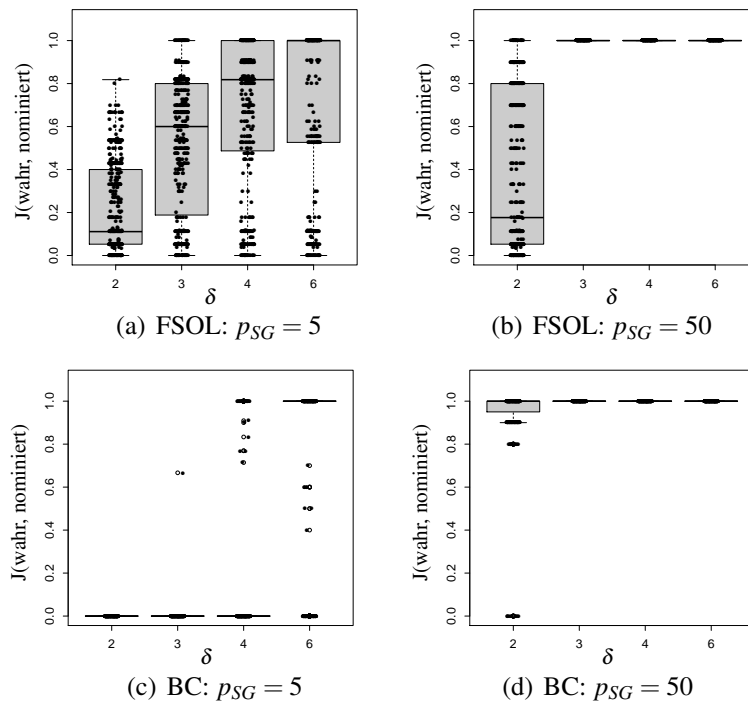 J(wahr, nominiert)
0.0 0.2 0.4 0.6 0.8 1.0
2 3 4 6
δ
(a) FSOL: p_SG = 5
J(wahr, nominiert)
0.0 0.2 0.4 0.6 0.8 1.0
2 3 4 6
δ
(b) FSOL: p_SG = 50
J(wahr, nominiert)
0.0 0.2 0.4 0.6 0.8 1.0
2 3 4 6
δ
(c) BC: p_SG = 5
J(wahr, nominiert)
0.0 0.2 0.4 0.6 0.8 1.0
2 3 4 6
δ
(d) BC: p_SG = 50